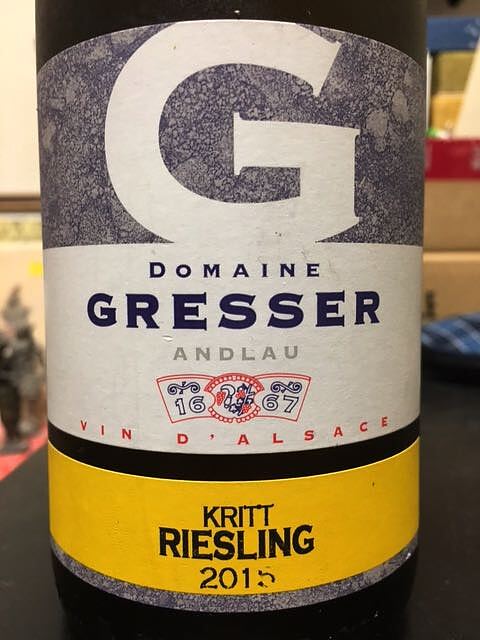 G
DOMAINE
GRESSER
ANDLAU
16 67
VIN D'ALSACE
KRITT
RIESLING
2015